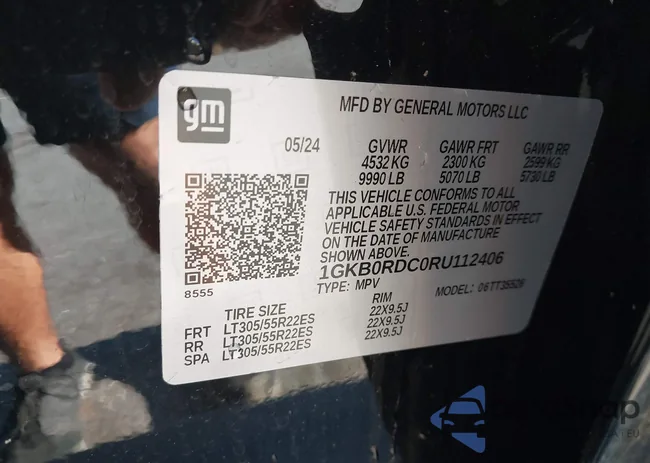 gm
MFD BY GENERAL MOTORS LLC
05/24 GVWR GAWR FRT GAWR RR
4532 KG 2300 KG 2599 KG
9990 LB 5070 LB 5730 LB
THIS VEHICLE CONFORMS TO ALL
APPLICABLE U.S. FEDERAL MOTOR
VEHICLE SAFETY STANDARDS IN EFFECT
ON THE DATE OF MANUFACTURE
SHOWN ABOVE.
1GKB0RDC0RU112406
8555 TYPE: MPV MODEL: 06TT35526
TIRE SIZE RIM
FRT LT305/55R22ES 22X9.5J
RR LT305/55R22ES 22X9.5J
SPA LT305/55R22ES 22X9.5J